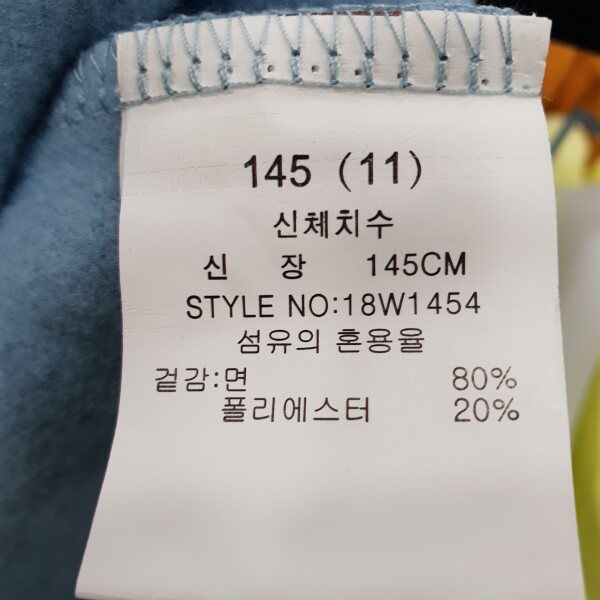 145 (11)
신체치수
신 장 145CM
STYLE NO:18W1454
섬유의 혼용율
겉감:면 80%
폴리에스터 20%